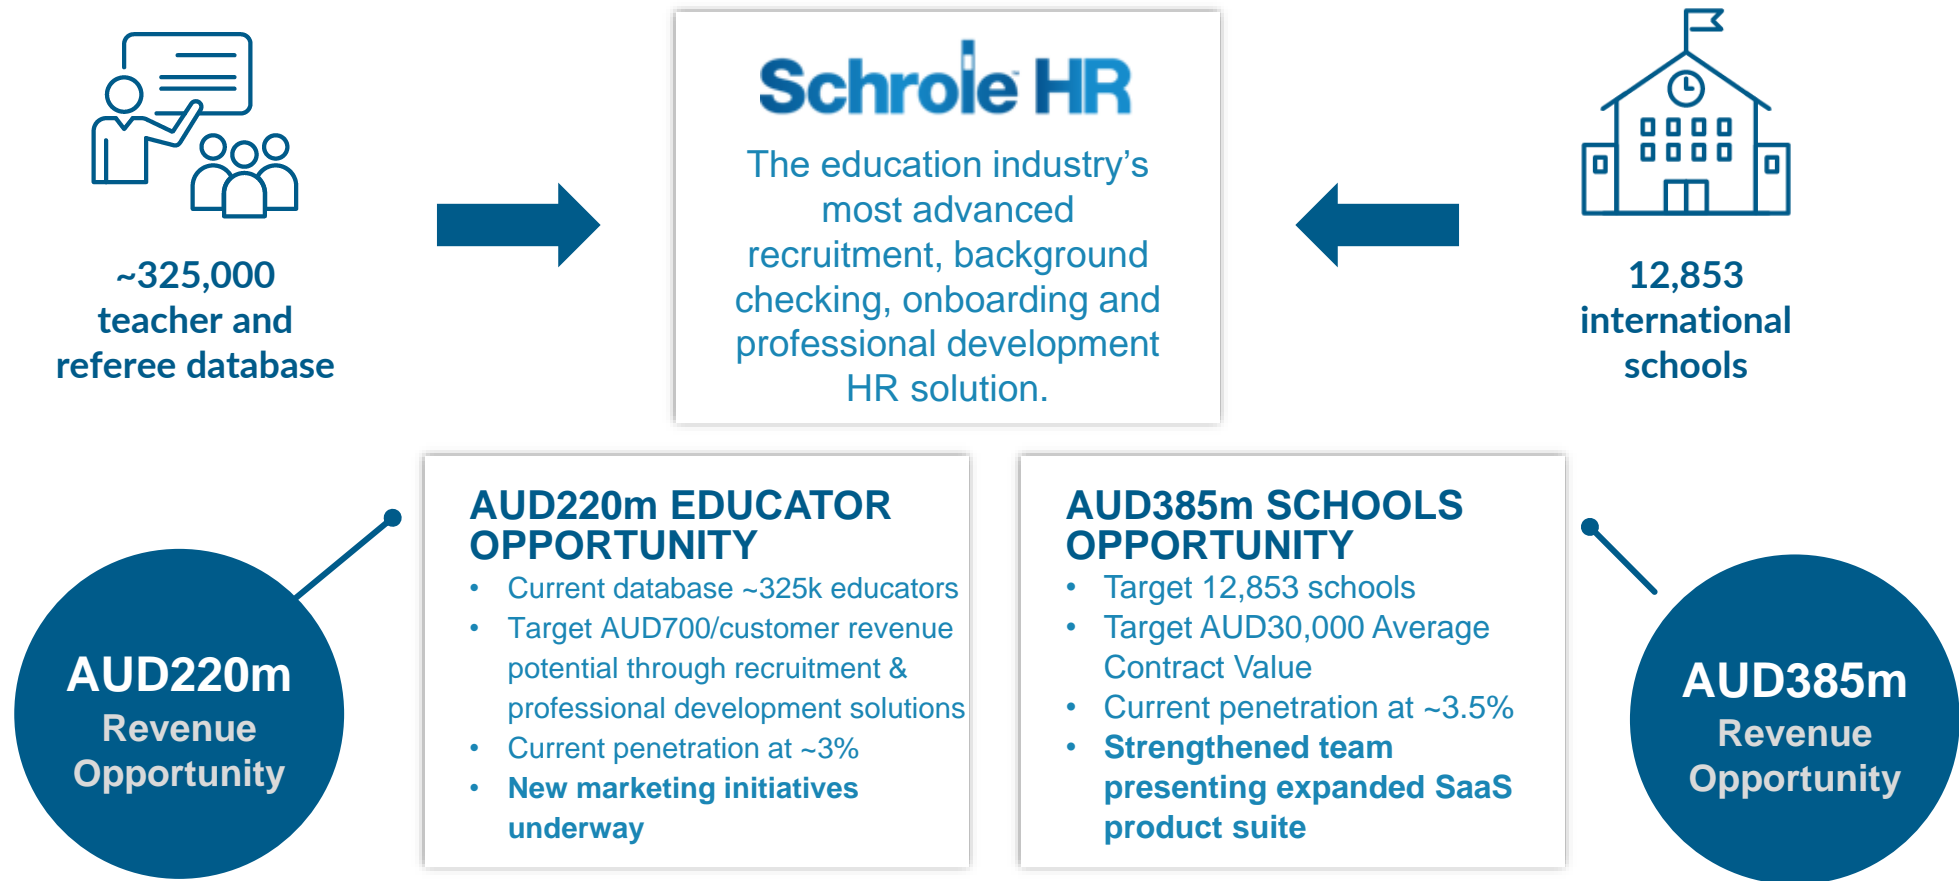 Schrole HR
The education industry's
most advanced
recruitment, background
checking, onboarding and
professional development
HR solution.
~325,000
teacher and
referee database
12,853
international
schools
AUD220m
Revenue
Opportunity
AUD220m EDUCATOR
OPPORTUNITY
• Current database ~325k educators
• Target AUD700/customer revenue
potential through recruitment &
professional development solutions
• Current penetration at ~3%
• New marketing initiatives
underway
AUD385m SCHOOLS
OPPORTUNITY
• Target 12,853 schools
• Target AUD30,000 Average
Contract Value
• Current penetration at ~3.5%
• Strengthened team
presenting expanded SaaS
product suite
AUD385m
Revenue
Opportunity